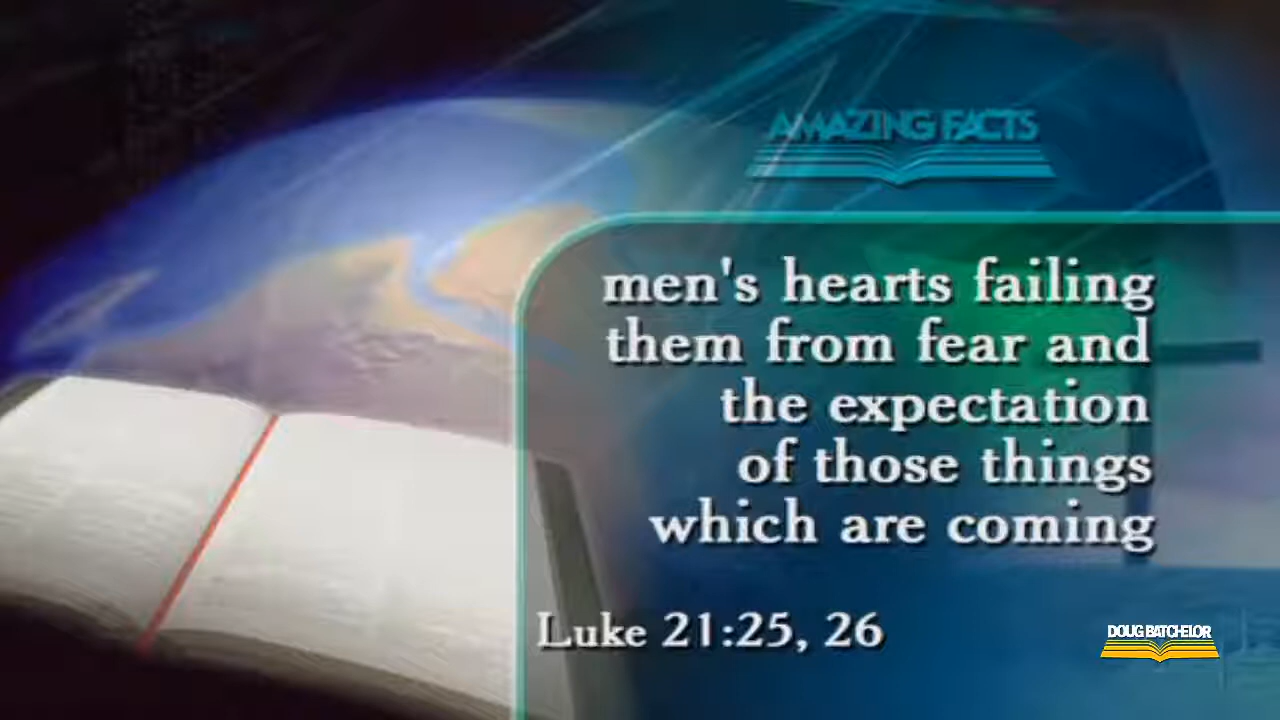 AMAZING FACTS
men's hearts failing
them from fear and
the expectation
of those things
which are coming
Luke 21:25, 26
DOUG BATCHELOR